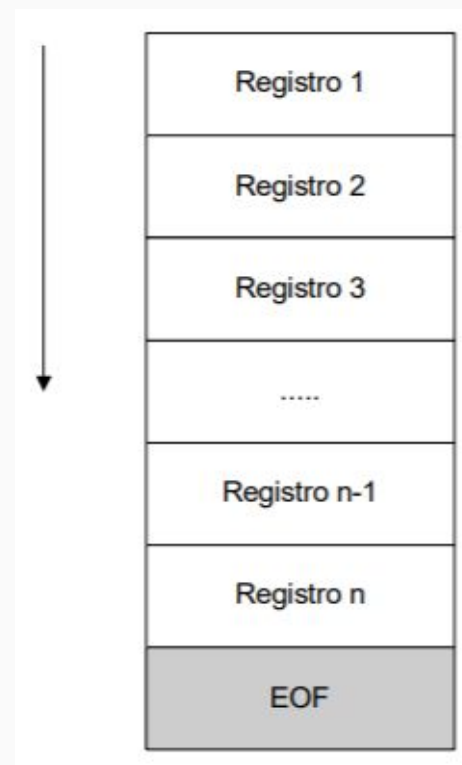 Registro 1
Registro 2
Registro 3
.....
Registro n-1
Registro n
EOF